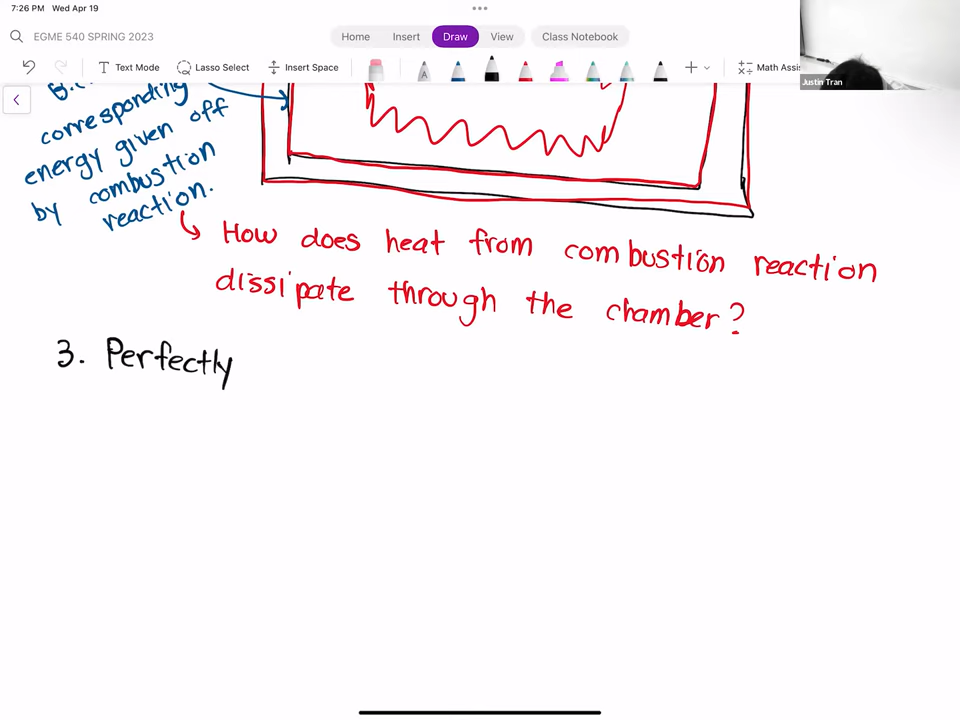 7:26 PM Wed Apr 19
EGME 540 SPRING 2023
Home Insert Draw View Class Notebook
Text Mode Lasso Select Insert Space A Math Assis
Justin Tran
corresponding
energy given off
by combustion
reaction.
How does heat from combustion reaction
dissipate through the chamber?
3. Perfectly